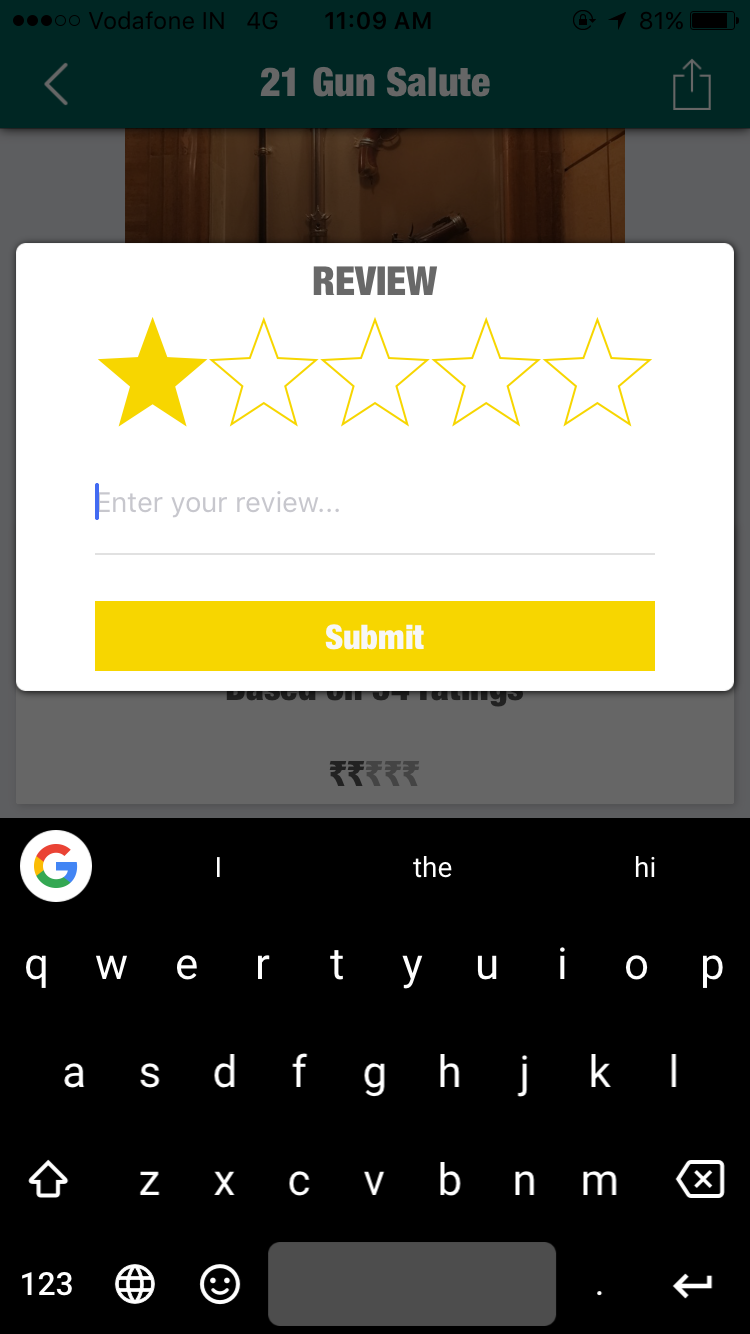 Vodafone IN 4G 11:09 AM 81%
21 Gun Salute
REVIEW
Enter your review...
Submit
Based on 54 ratings
₹₹₹₹₹
I the hi
q w e r t y u i o p
a s d f g h j k l
z x c v b n m
123 .